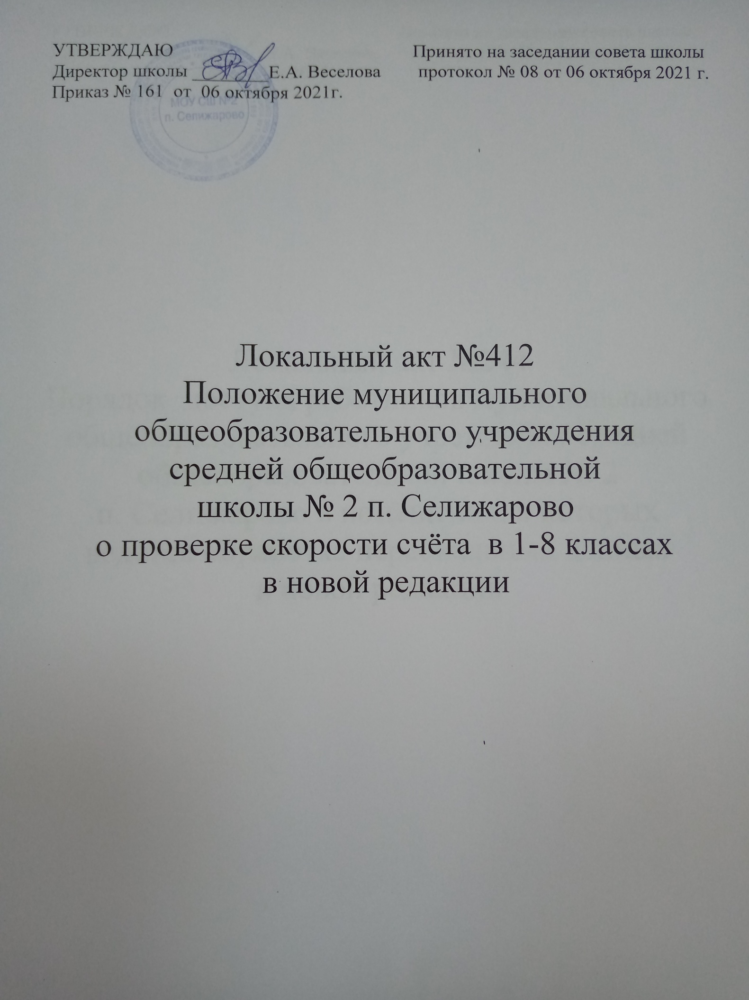 УТВЕРЖДАЮ
Директор школы _________ Е.А. Веселова
Приказ № 161 от 06 октября 2021г.
Принято на заседании совета школы
протокол № 08 от 06 октября 2021 г.
МОУ СШ №2
п. Селижарово
Локальный акт №412
Положение муниципального
общеобразовательного учреждения
средней общеобразовательной
школы № 2 п. Селижарово
о проверке скорости счёта в 1-8 классах
в новой редакции